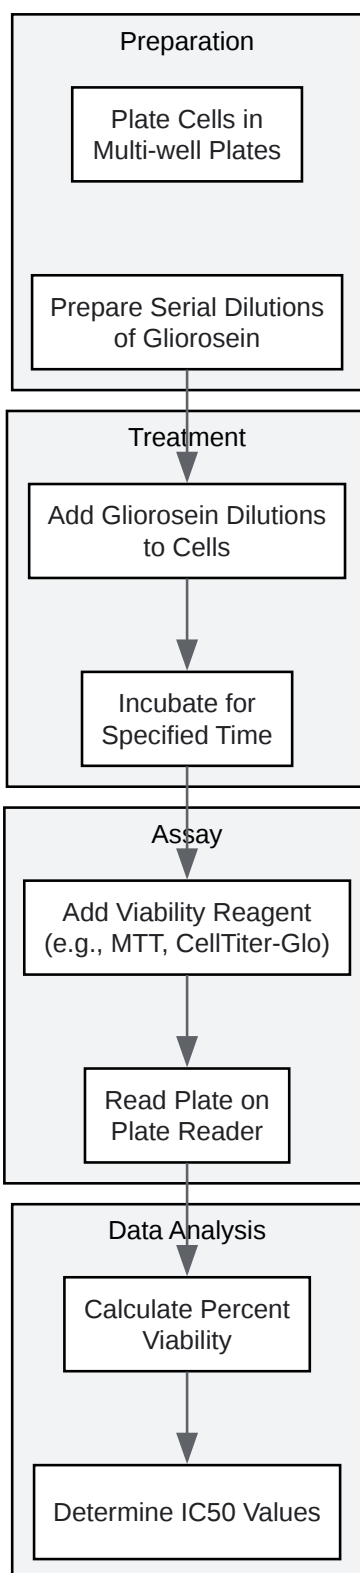 Preparation
Plate Cells in
Multi-well Plates
Prepare Serial Dilutions
of Gliorosein
Treatment
Add Gliorosein Dilutions
to Cells
Incubate for
Specified Time
Assay
Add Viability Reagent
(e.g., MTT, CellTiter-Glo)
Read Plate on
Plate Reader
Data Analysis
Calculate Percent
Viability
Determine IC50 Values